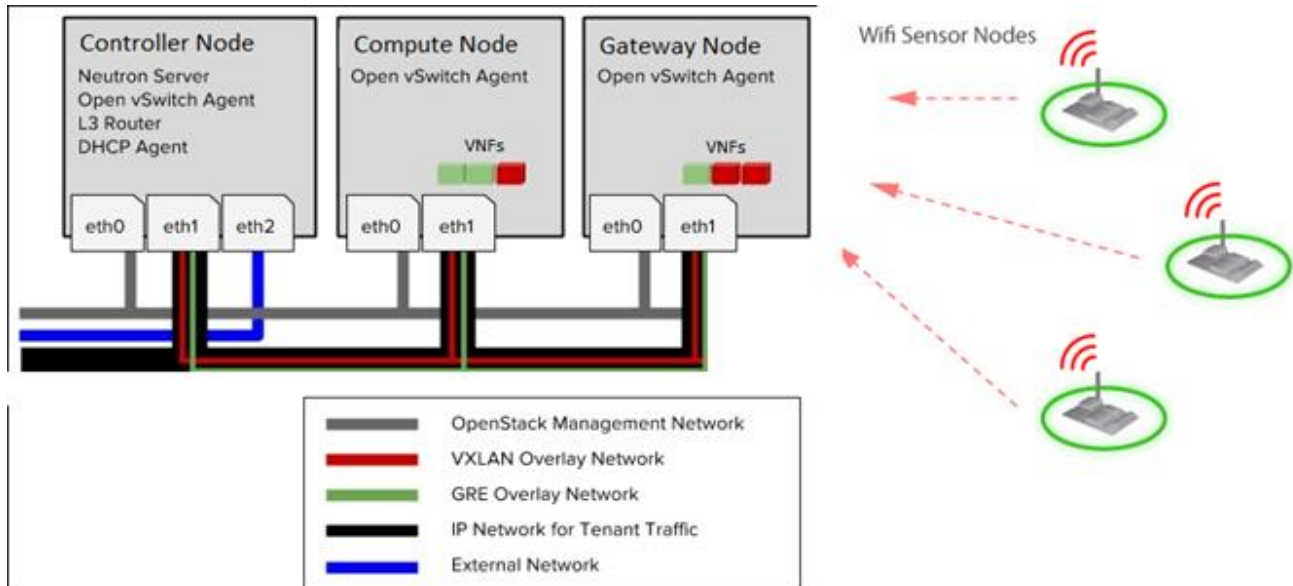 Controller Node
Neutron Server
Open vSwitch Agent
L3 Router
DHCP Agent
eth0
eth1
eth2
Compute Node
Open vSwitch Agent
VNFs
eth0
eth1
Gateway Node
Open vSwitch Agent
VNFs
eth0
eth1
Wifi Sensor Nodes
OpenStack Management Network
VXLAN Overlay Network
GRE Overlay Network
IP Network for Tenant Traffic
External Network